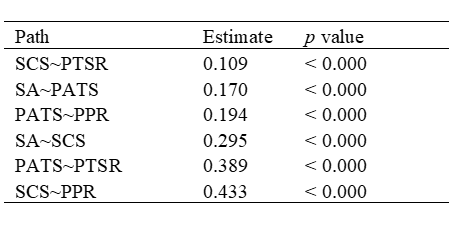 Path Estimate p value
SCS~PTSR 0.109 < 0.000
SA~PATS 0.170 < 0.000
PATS~PPR 0.194 < 0.000
SA~SCS 0.295 < 0.000
PATS~PTSR 0.389 < 0.000
SCS~PPR 0.433 < 0.000